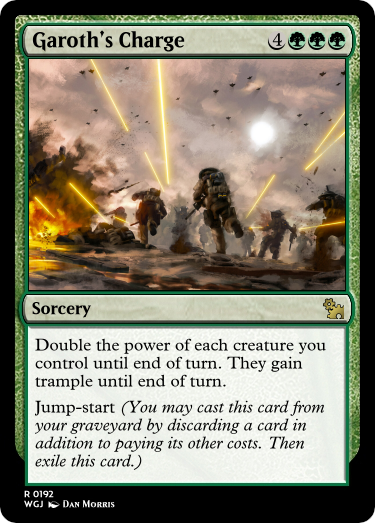 Garoth's Charge 4
Sorcery
Double the power of each creature you
control until end of turn. They gain
trample until end of turn.
Jump-start (You may cast this card from
your graveyard by discarding a card in
addition to paying its other costs. Then
exile this card.)
R 0192
WGJ Dan Morris